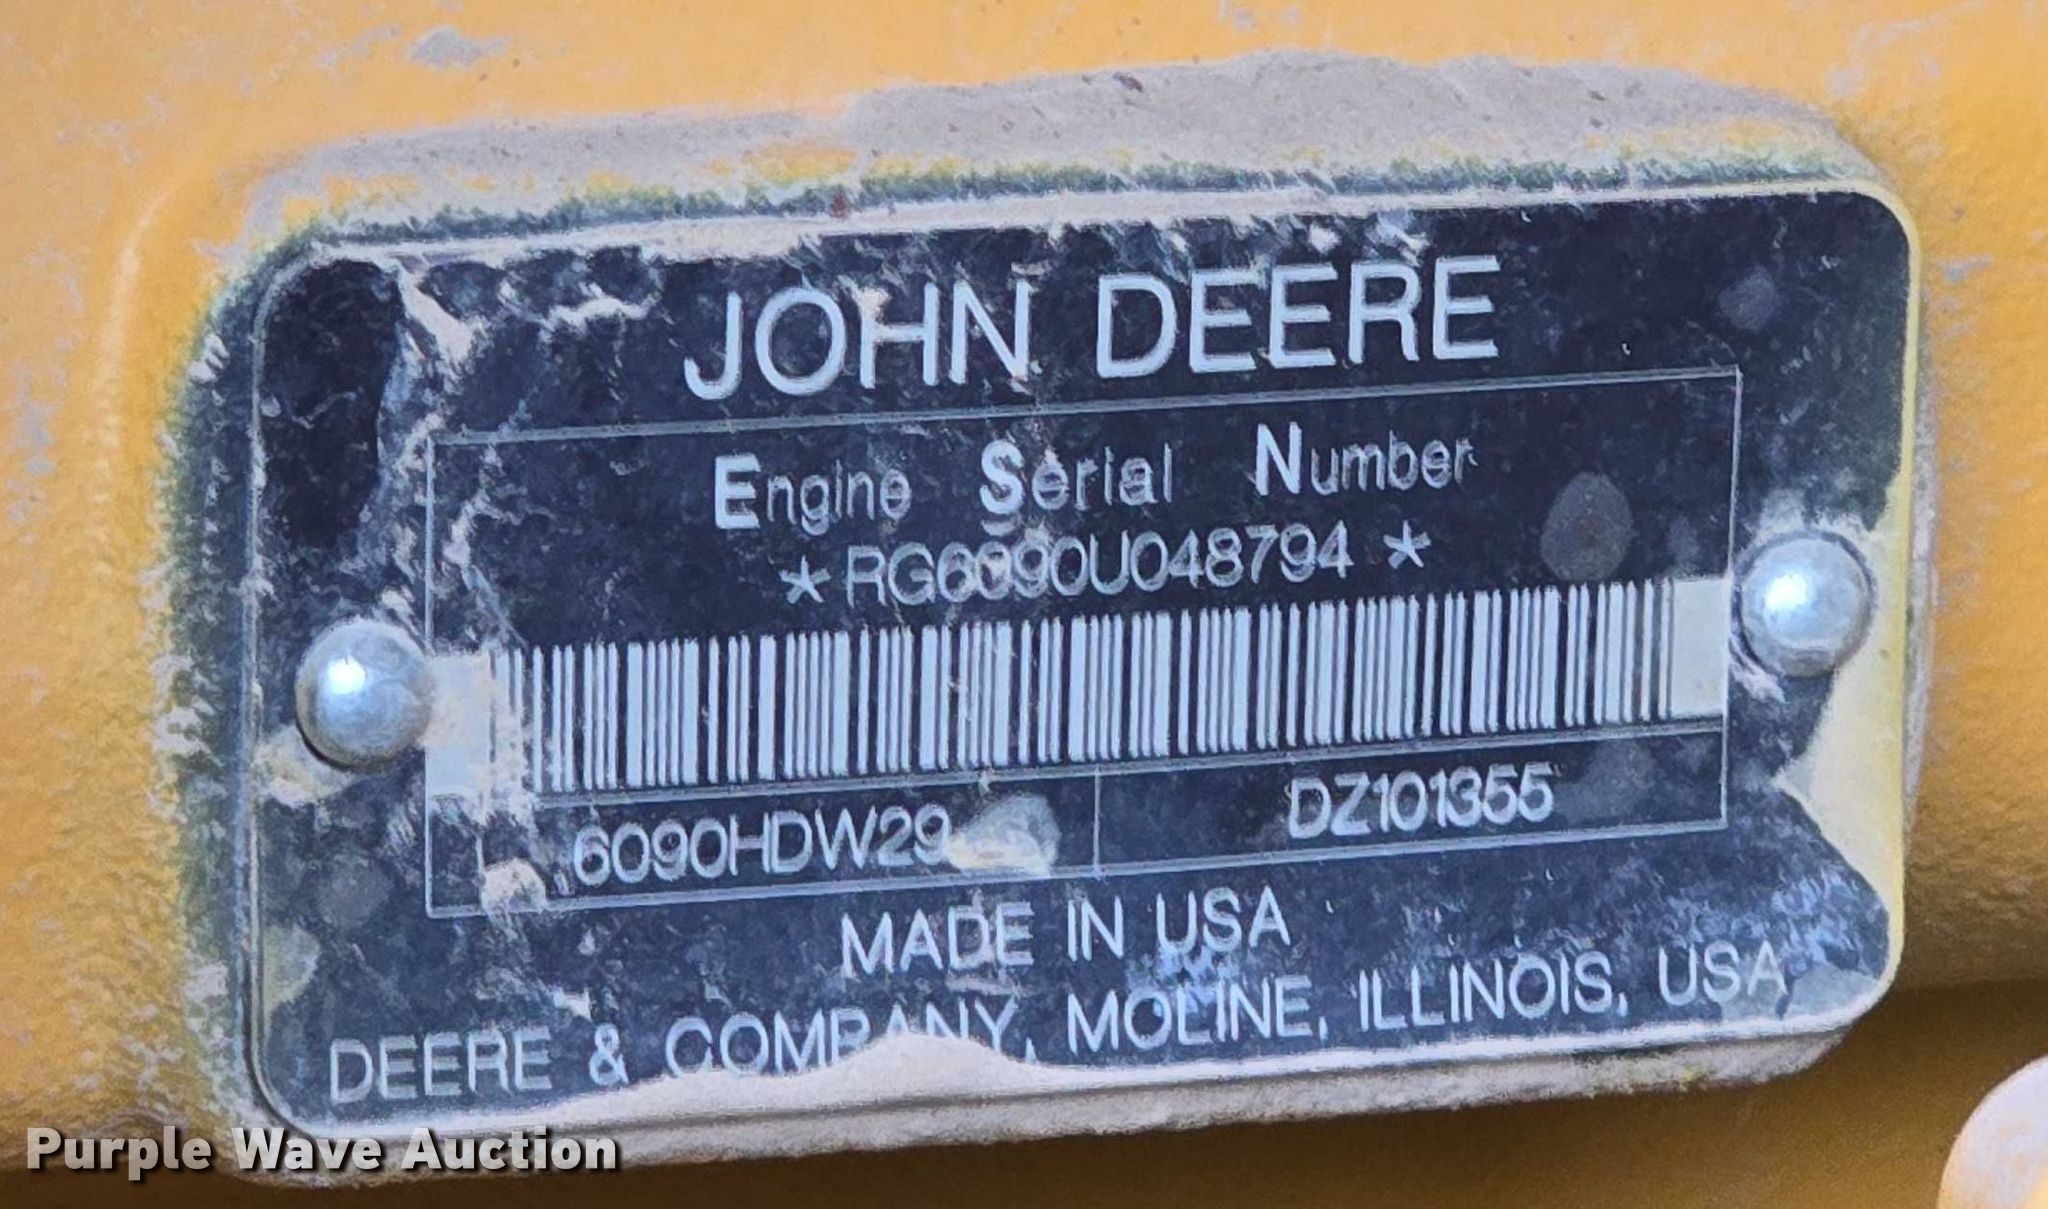 JOHN DEERE
Engine Serial Number
*RG6090U048794*
6090HDW29
DZ101355
MADE IN USA
DEERE & COMPANY, MOLINE, ILLINOIS, USA
Purple Wave Auction